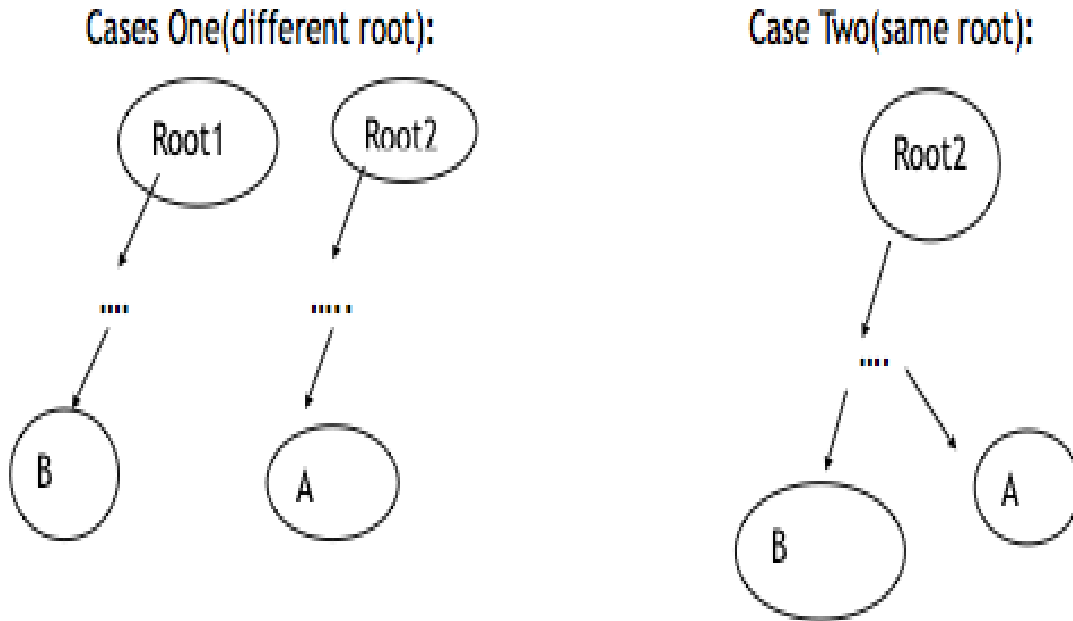 Cases One(different root):
Root1
Root2
....
.....
B
A
Case Two(same root):
Root2
....
B
A